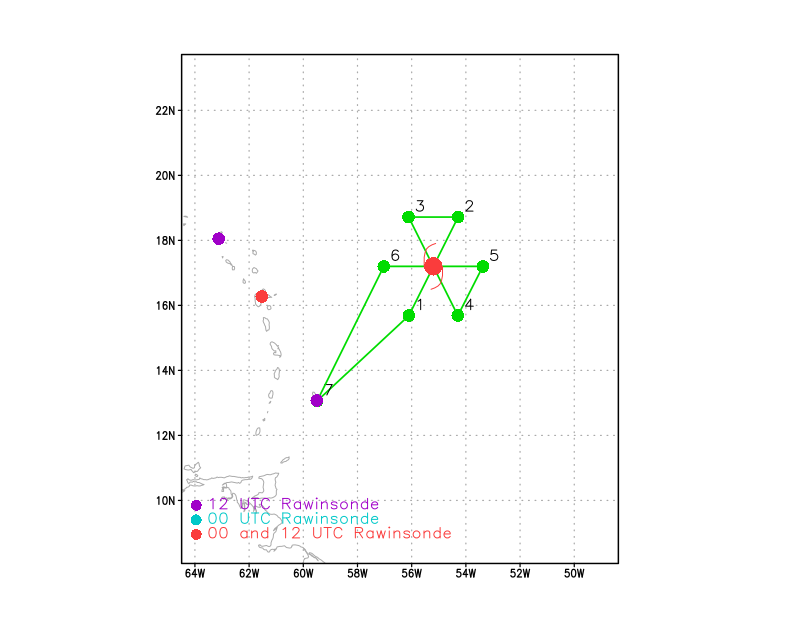 22N
20N
3 2
18N
6 5
16N
1 4
14N
7
12N
10N
12 UTC Rawinsonde
00 UTC Rawinsonde
00 and 12 UTC Rawinsonde
64W 62W 60W 58W 56W 54W 52W 50W